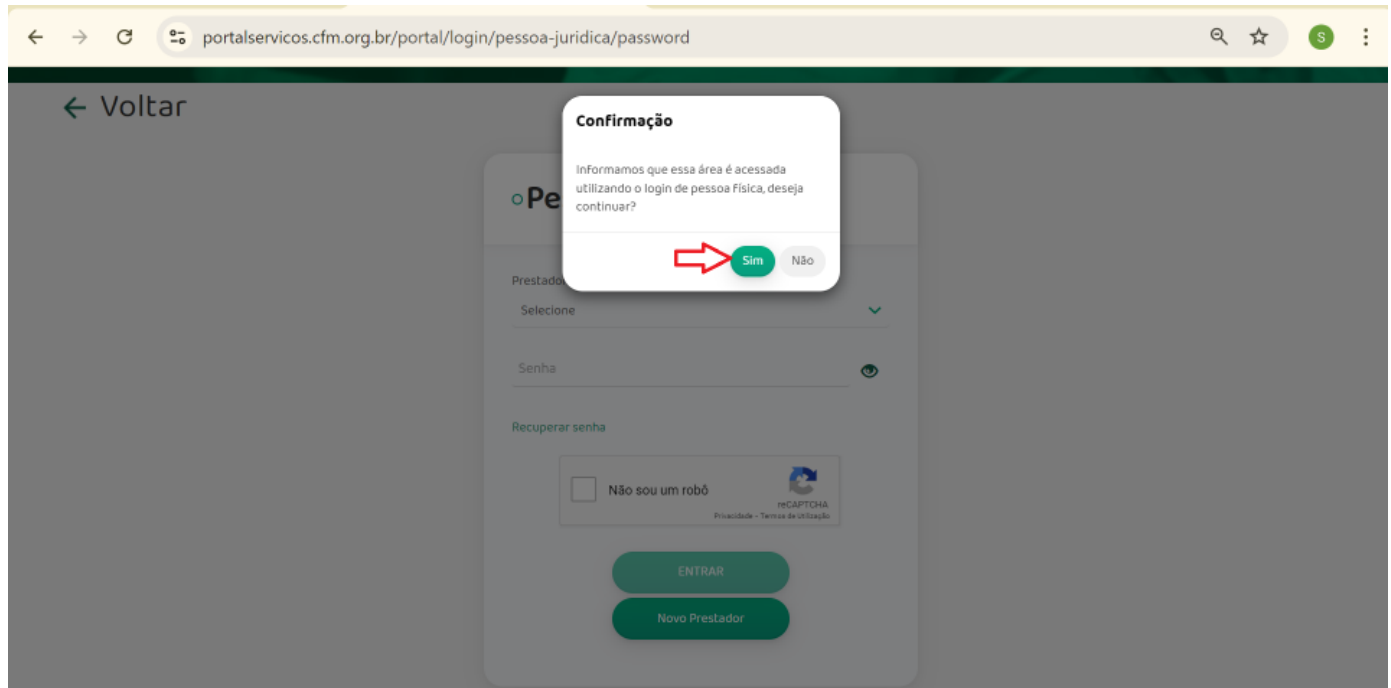 portalservicos.cfm.org.br/portal/login/pessoa-juridica/password
S
Voltar
Confirmação
Informamos que essa área é acessada
utilizando o login de pessoa física, deseja
continuar?
Sim Não
Pe
Prestado
Selecione
Senha
Recuperar senha
Não sou um robô
reCAPTCHA
Privacidade - Termos de Utilização
ENTRAR
Novo Prestador